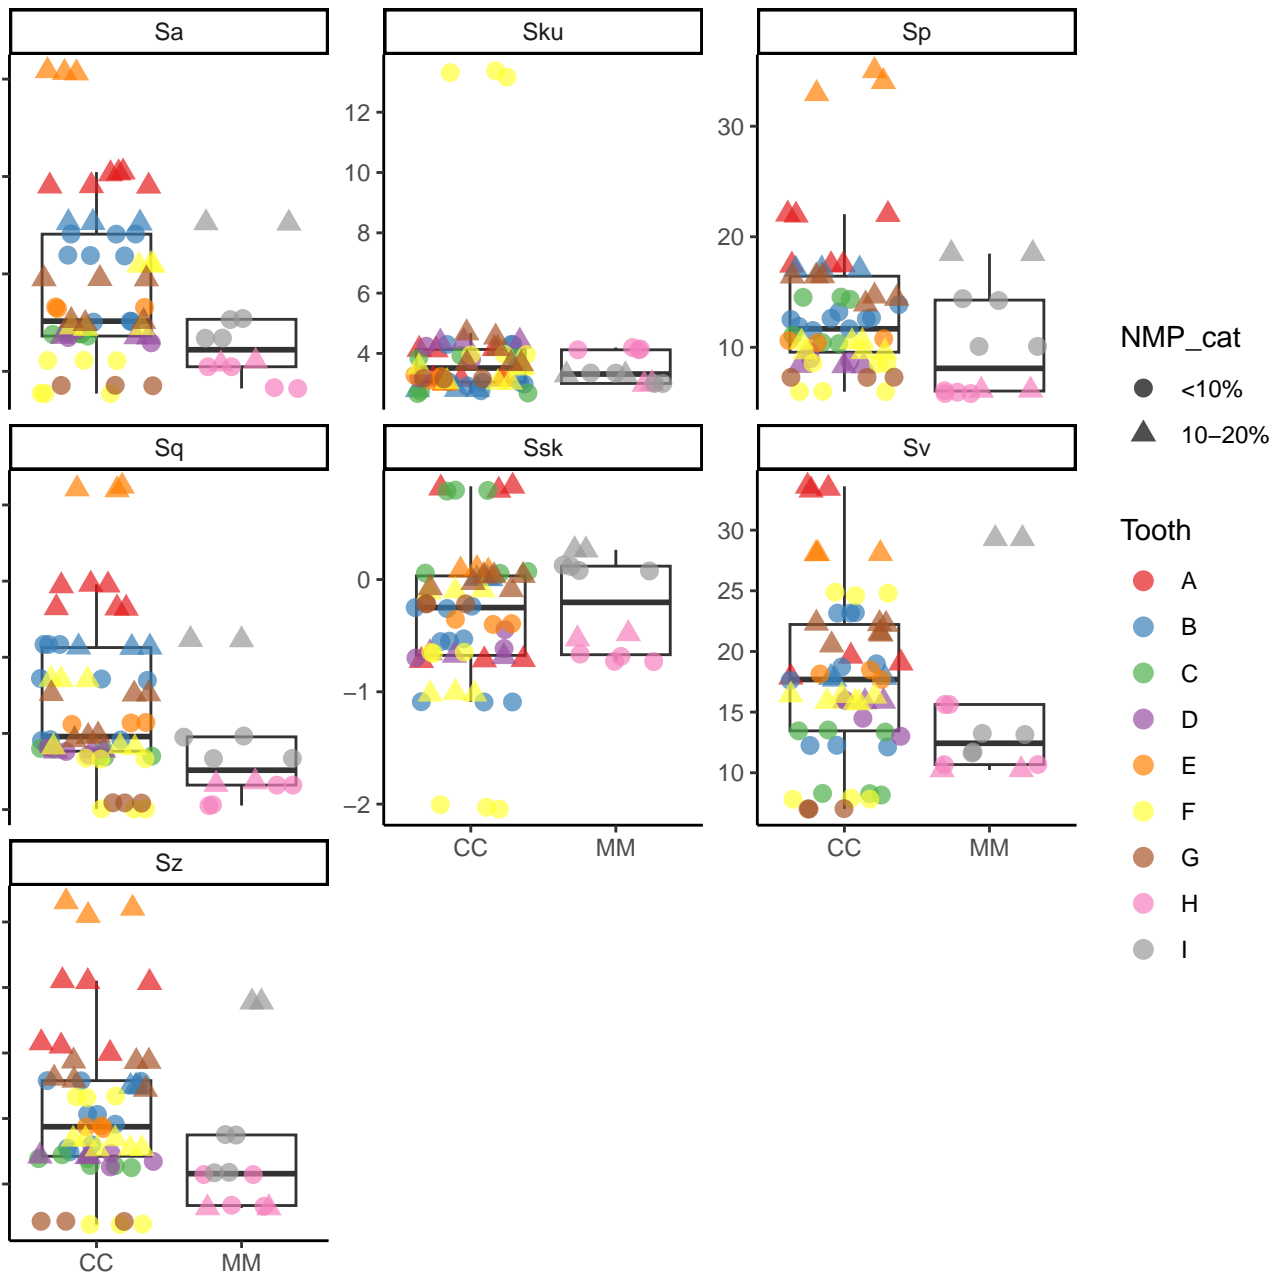 Sa
Sku
Sp
12
10
8
6
4
30
20
10
NMP_cat
<10%
10−20%
Sq
Ssk
Sv
0
−1
−2
30
25
20
15
10
CC
MM
CC
MM
Tooth
A
B
C
D
E
F
G
H
I
Sz
CC
MM